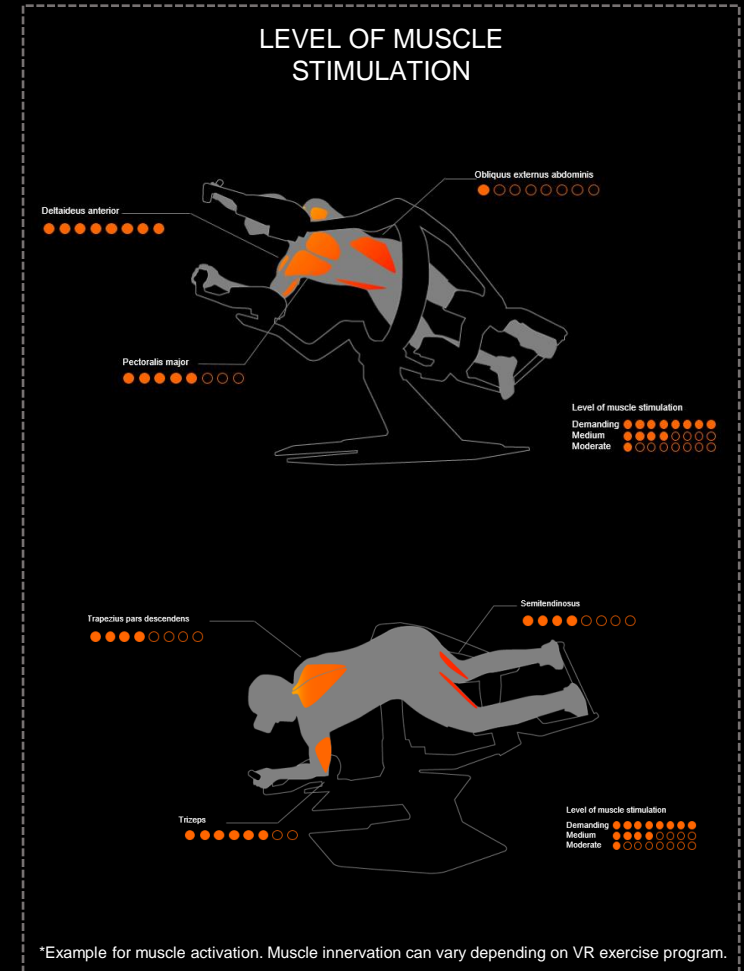 LEVEL OF MUSCLE
STIMULATION
Obliquus externus abdominis
Deltaideus anterior
Pectoralis major
Level of muscle stimulation
Demanding
Medium
Moderate
Semitendinosus
Trapezius pars descendens
Trizeps
Level of muscle stimulation
Demanding
Medium
Moderate
*Example for muscle activation. Muscle innervation can vary depending on VR exercise program.